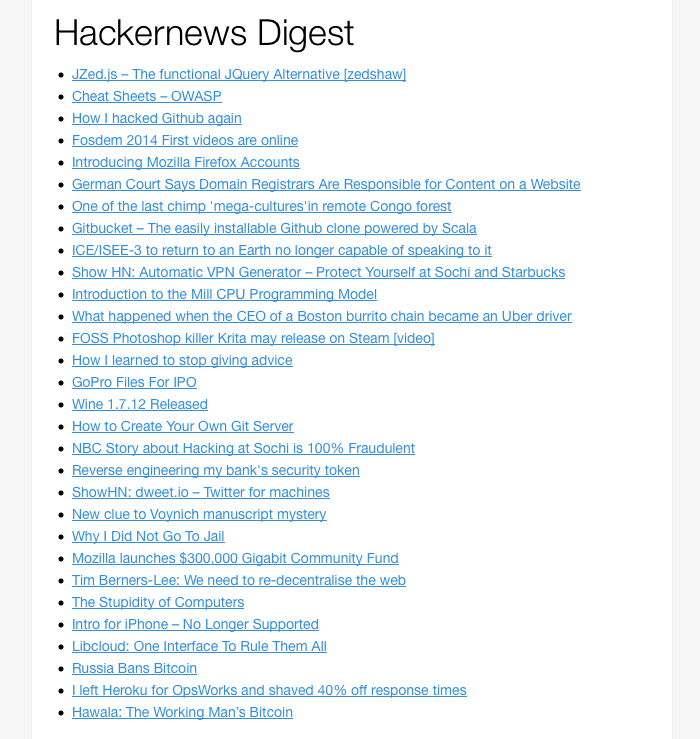 Hackernews Digest
JZed.js – The functional JQuery Alternative [zedshaw]
Cheat Sheets – OWASP
How I hacked Github again
Fosdem 2014 First videos are online
Introducing Mozilla Firefox Accounts
German Court Says Domain Registrars Are Responsible for Content on a Website
One of the last chimp 'mega-cultures'in remote Congo forest
Gitbucket – The easily installable Github clone powered by Scala
ICE/ISEE-3 to return to an Earth no longer capable of speaking to it
Show HN: Automatic VPN Generator – Protect Yourself at Sochi and Starbucks
Introduction to the Mill CPU Programming Model
What happened when the CEO of a Boston burrito chain became an Uber driver
FOSS Photoshop killer Krita may release on Steam [video]
How I learned to stop giving advice
GoPro Files For IPO
Wine 1.7.12 Released
How to Create Your Own Git Server
NBC Story about Hacking at Sochi is 100% Fraudulent
Reverse engineering my bank's security token
ShowHN: dweet.io – Twitter for machines
New clue to Voynich manuscript mystery
Why I Did Not Go To Jail
Mozilla launches $300,000 Gigabit Community Fund
Tim Berners-Lee: We need to re-decentralise the web
The Stupidity of Computers
Intro for iPhone – No Longer Supported
Libcloud: One Interface To Rule Them All
Russia Bans Bitcoin
I left Heroku for OpsWorks and shaved 40% off response times
Hawala: The Working Man’s Bitcoin